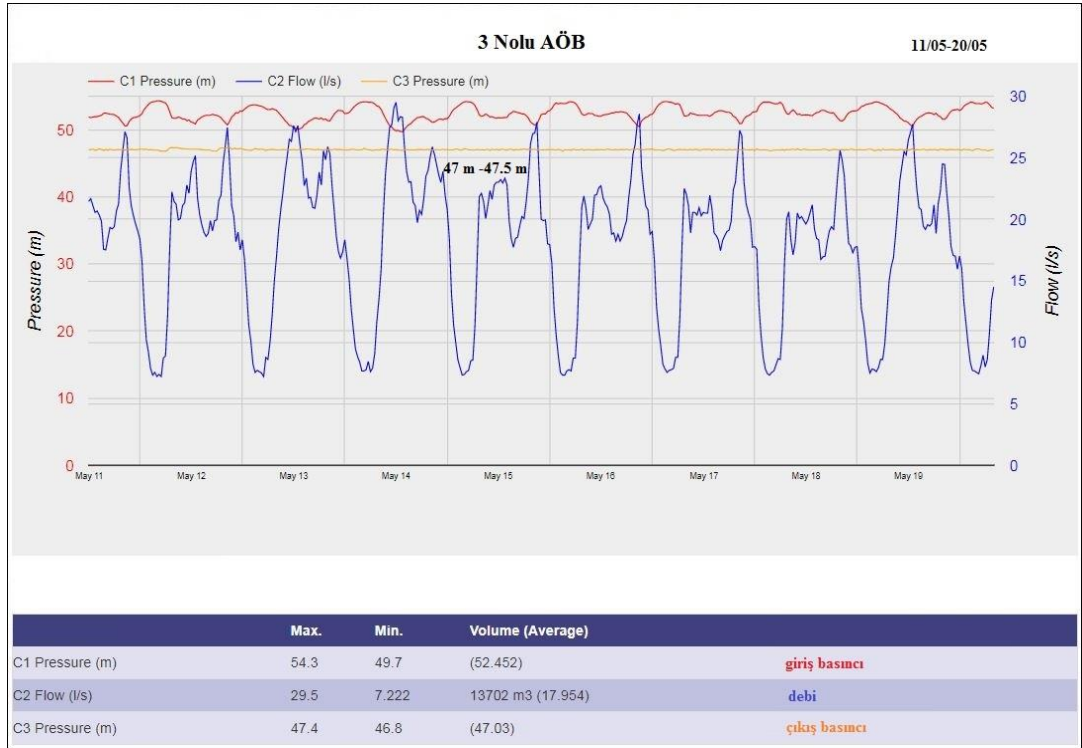 3 Nolu AÖB
11/05-20/05
C1 Pressure (m) C2 Flow (l/s) C3 Pressure (m)
30
50
25
47 m -47.5 m
40
20
Pressure (m)
30
15
Flow (l/s)
20
10
10
5
0
0
May 11 May 12 May 13 May 14 May 15 May 16 May 17 May 18 May 19
Max. Min. Volume (Average)
C1 Pressure (m) 54.3 49.7 (52.452) giriş basıncı
C2 Flow (l/s) 29.5 7.222 13702 m3 (17.954) debi
C3 Pressure (m) 47.4 46.8 (47.03) çıkış basıncı